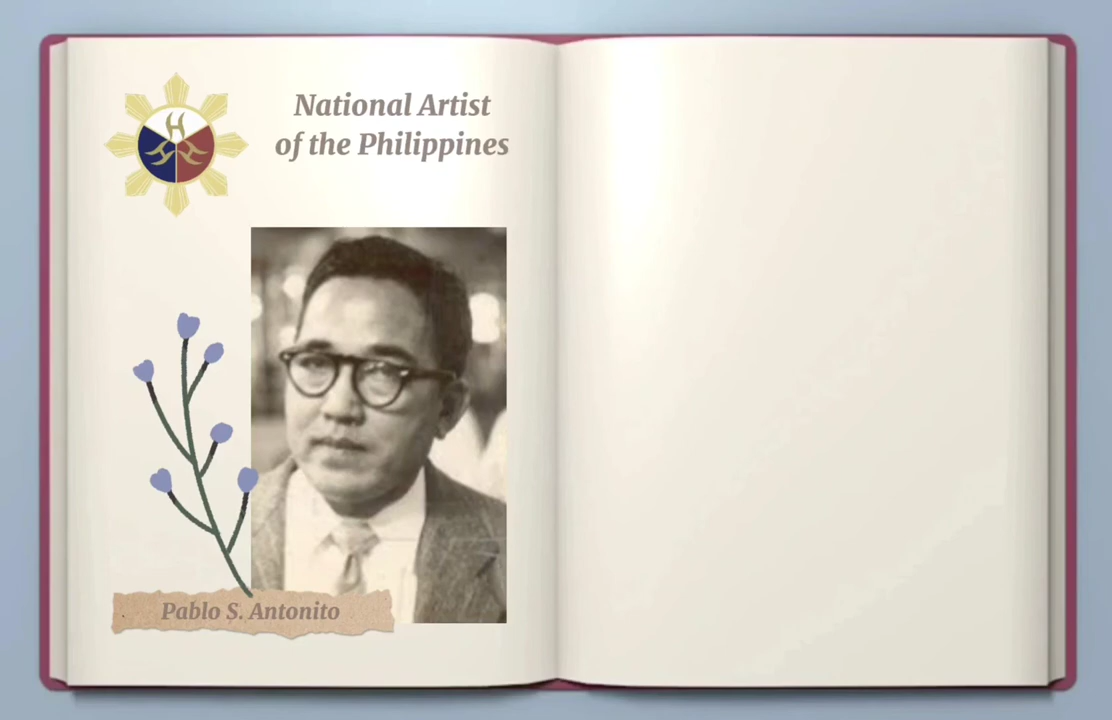 National Artist
of the Philippines
Pablo S. Antonito